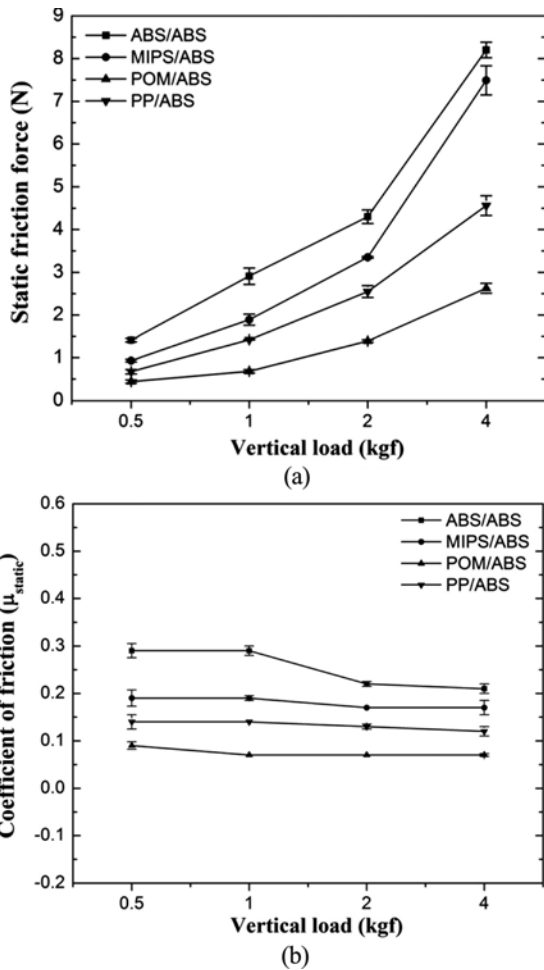 9
8
7
6
5
4
3
2
1
0
Static friction force (N)
ABS/ABS
MIPS/ABS
POM/ABS
PP/ABS
0.5 1 2 4
Vertical load (kgf)
(a)
0.6
0.5
0.4
0.3
0.2
0.1
0.0
-0.1
-0.2
Coefficient of friction (μstatic)
ABS/ABS
MIPS/ABS
POM/ABS
PP/ABS
0.5 1 2 4
Vertical load (kgf)
(b)